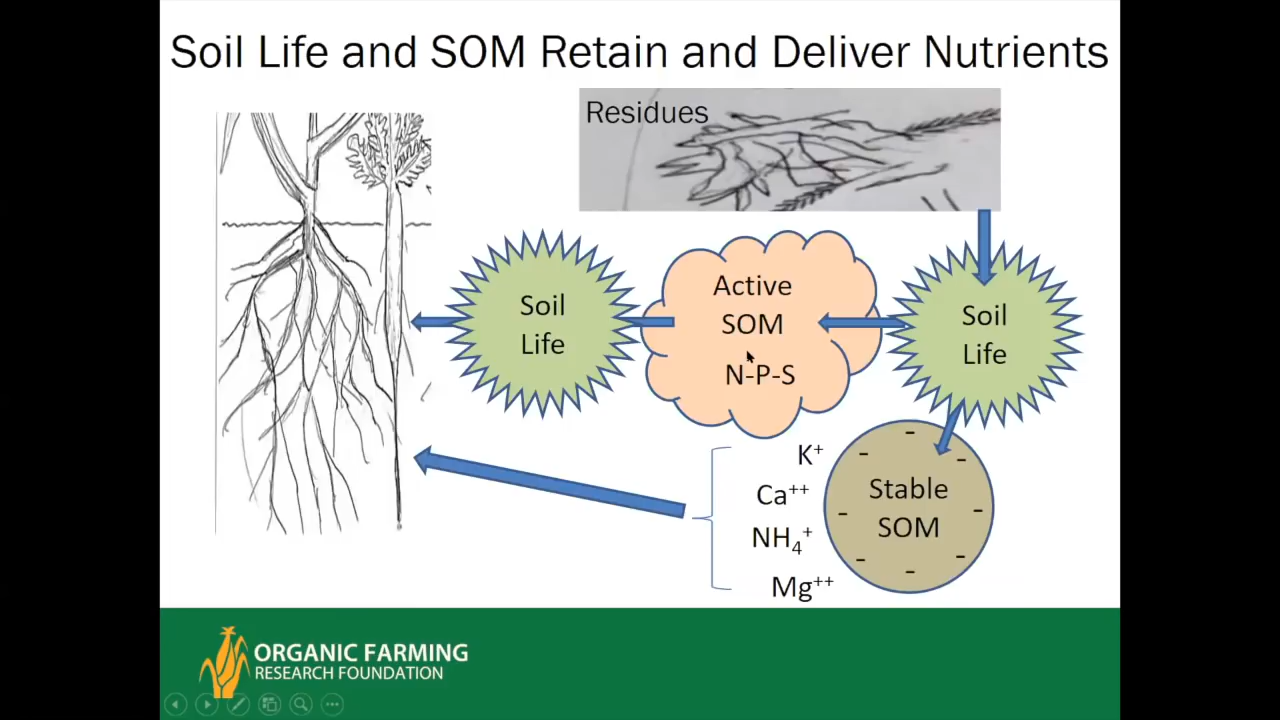 Soil Life and SOM Retain and Deliver Nutrients
Residues
Soil
Life
Active
SOM
N-P-S
Soil
Life
K⁺
Ca⁺⁺
NH₄⁺
Mg⁺⁺
- - - - - - - - -
Stable
SOM
ORGANIC FARMING
RESEARCH FOUNDATION